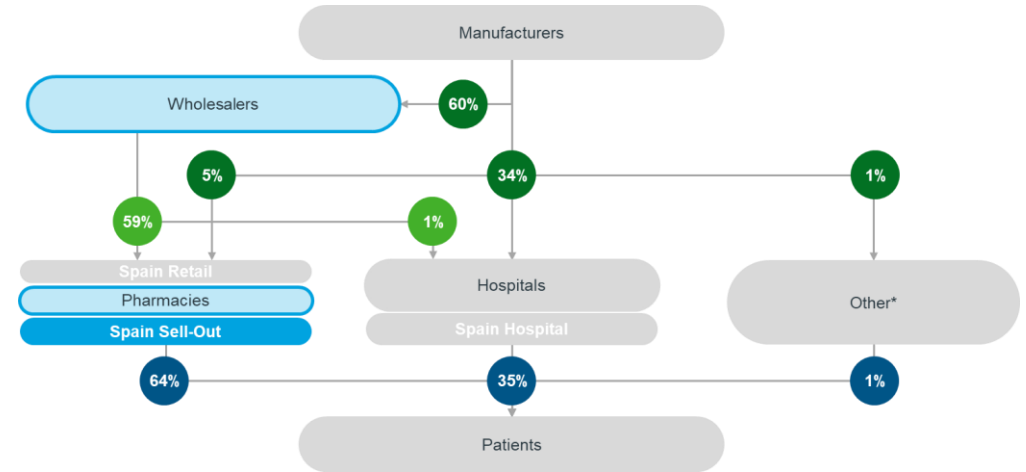 Manufacturers
Wholesalers
60%
5%
34%
1%
59%
1%
Spain Retail
Pharmacies
Spain Sell-Out
Hospitals
Spain Hospital
Other*
64%
35%
1%
Patients